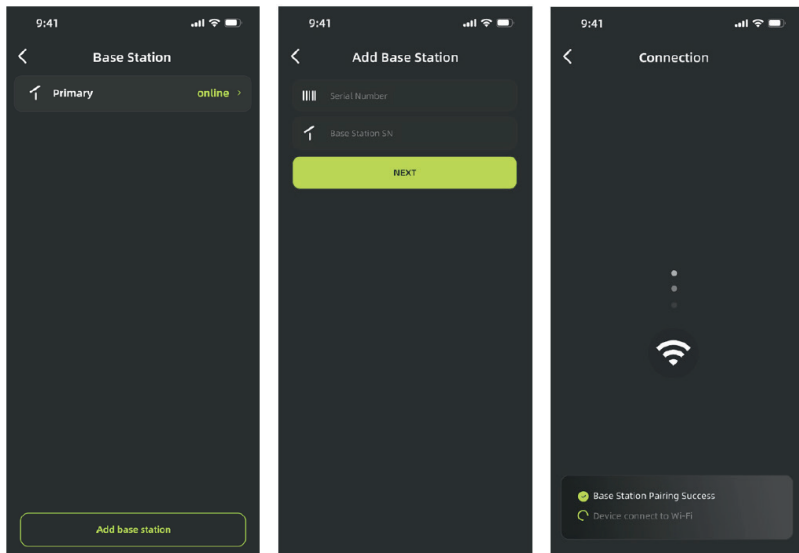 9:41
Base Station
Primary
online
Add base station
9:41
Add Base Station
Serial Number
Base Station SN
NEXT
9:41
Connection
Base Station Pairing Success
Device connect to Wi-Fi